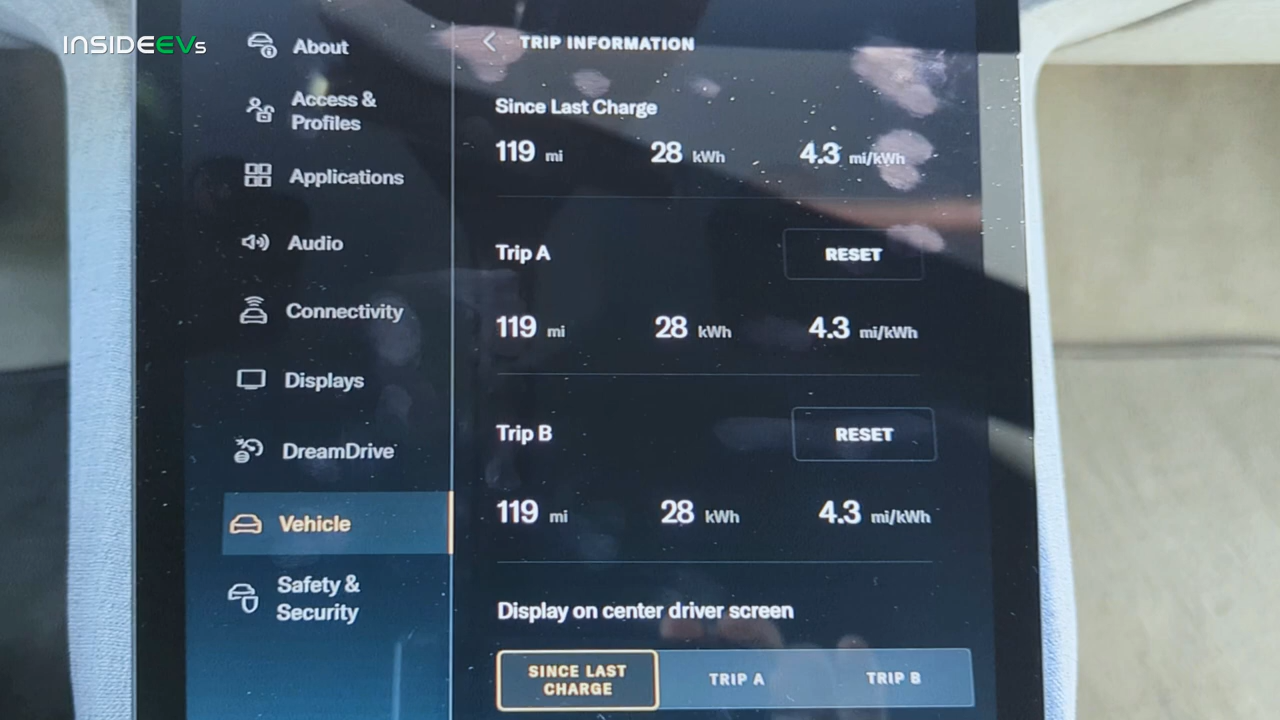 INSIDEEVs
About
Access &
Profiles
Applications
Audio
Connectivity
Displays
DreamDrive
Vehicle
Safety &
Security
TRIP INFORMATION
Since Last Charge
119 mi 28 kWh 4.3 mi/kWh
Trip A RESET
119 mi 28 kWh 4.3 mi/kWh
Trip B RESET
119 mi 28 kWh 4.3 mi/kWh
Display on center driver screen
SINCE LAST
CHARGE
TRIP A
TRIP B